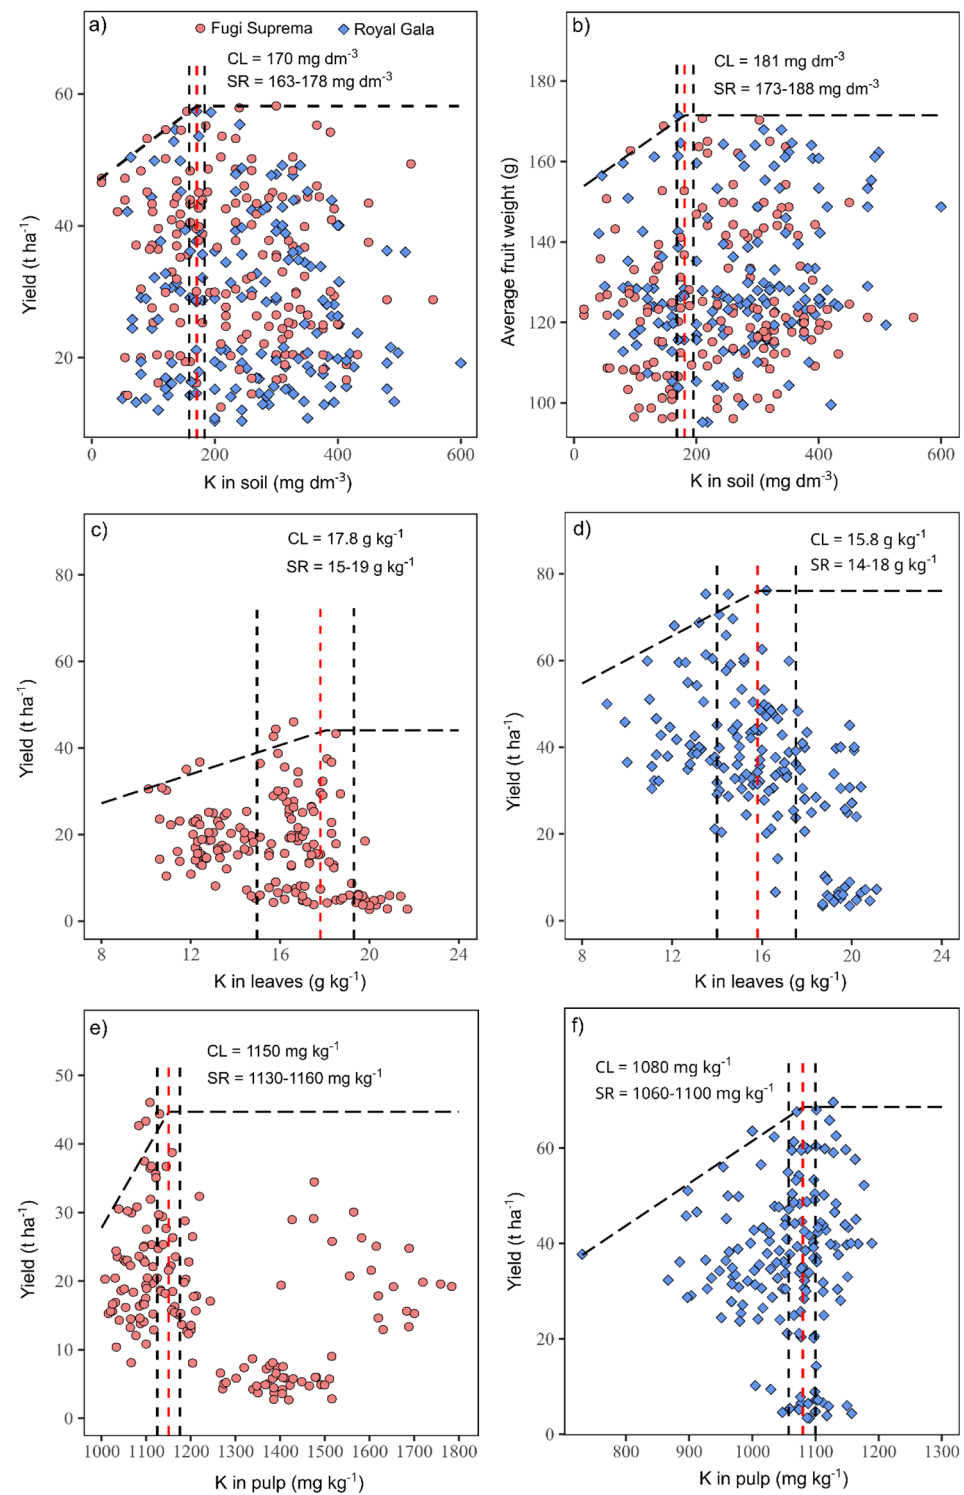 a)
Fugi Suprema
Royal Gala
CL = 170 mg dm-3
SR = 163-178 mg dm-3
60
40
20
Yield (t ha-1)
0
200
400
600
K in soil (mg dm-3)
b)
CL = 181 mg dm-3
SR = 173-188 mg dm-3
180
160
140
120
100
Average fruit weight (g)
0
200
400
600
K in soil (mg dm-3)
c)
CL = 17.8 g kg-1
SR = 15-19 g kg-1
80
60
40
20
0
Yield (t ha-1)
8
12
16
20
24
K in leaves (g kg-1)
d)
CL = 15.8 g kg-1
SR = 14-18 g kg-1
80
60
40
20
0
Yield (t ha-1)
8
12
16
20
24
K in leaves (g kg-1)
e)
CL = 1150 mg kg-1
SR = 1130-1160 mg kg-1
50
40
30
20
10
0
Yield (t ha-1)
1000
1100
1200
1300
1400
1500
1600
1700
1800
K in pulp (mg kg-1)
f)
CL = 1080 mg kg-1
SR = 1060-1100 mg kg-1
60
40
20
0
Yield (t ha-1)
800
900
1000
1100
1200
1300
K in pulp (mg kg-1)